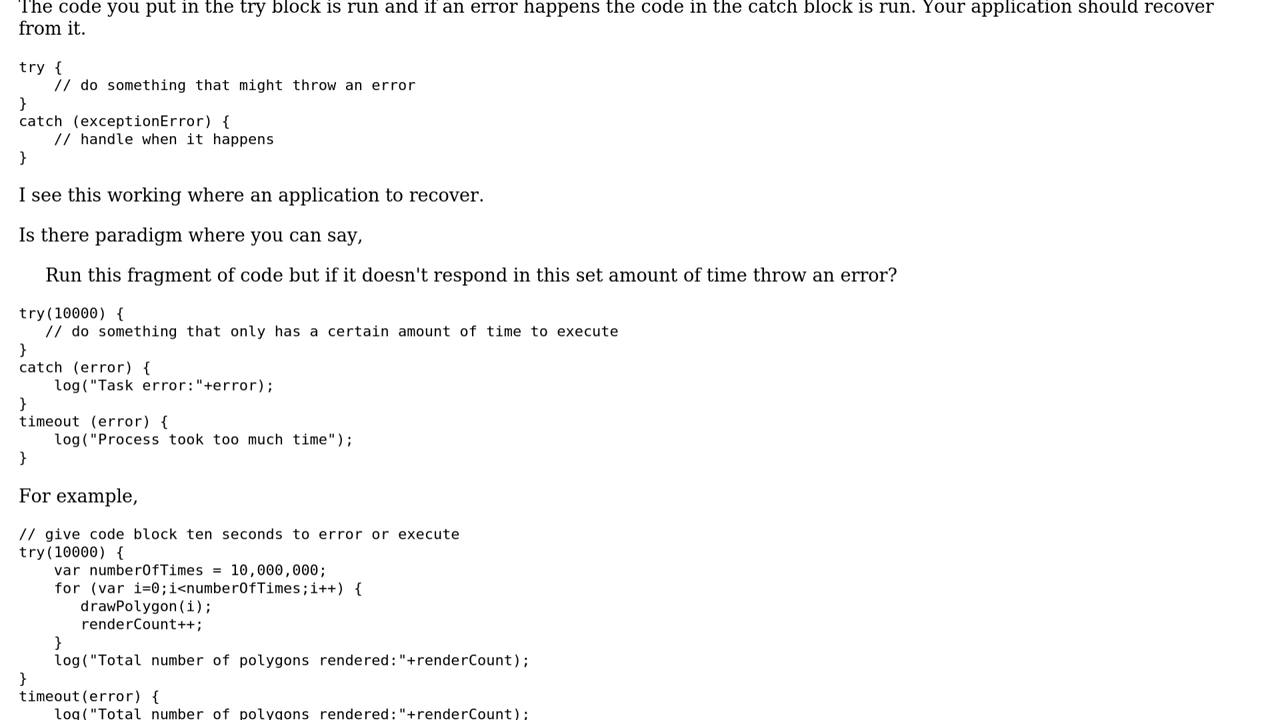 The code you put in the try block is run and if an error happens the code in the catch block is run. Your application should recover
from it.
try {
    // do something that might throw an error
}
catch (exceptionError) {
    // handle when it happens
}
I see this working where an application to recover.
Is there paradigm where you can say,
Run this fragment of code but if it doesn't respond in this set amount of time throw an error?
try(10000) {
   // do something that only has a certain amount of time to execute
}
catch (error) {
    log("Task error:"+error);
}
timeout (error) {
    log("Process took too much time");
}
For example,
// give code block ten seconds to error or execute
try(10000) {
    var numberOfTimes = 10,000,000;
    for (var i=0;i<numberOfTimes;i++) {
       drawPolygon(i);
       renderCount++;
    }
    log("Total number of polygons rendered:"+renderCount);
}
timeout(error) {
    log("Total number of polygons rendered:"+renderCount);